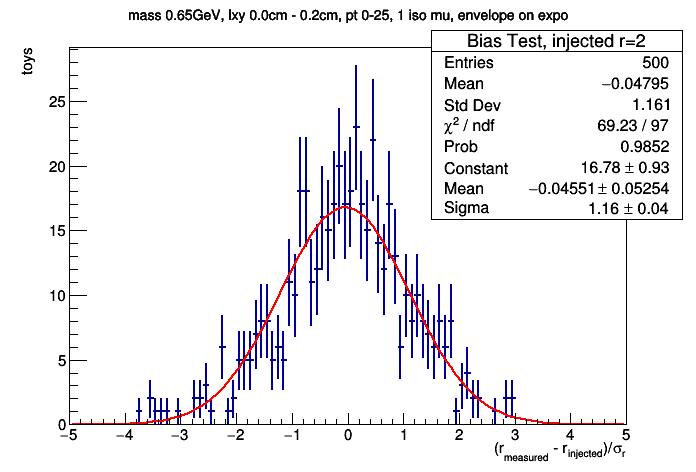 mass 0.65GeV, lxy 0.0cm - 0.2cm, pt 0-25, 1 iso mu, envelope on expo
Bias Test, injected r=2
Entries 500
Mean −0.04795
Std Dev 1.161
χ² / ndf 69.23 / 97
Prob 0.9852
Constant 16.78 ± 0.93
Mean −0.04551 ± 0.05254
Sigma 1.16 ± 0.04
toys
25
20
15
10
5
0
−5 −4 −3 −2 −1 0 1 2 3 4 5
(r_measured - r_injected)/σ_r